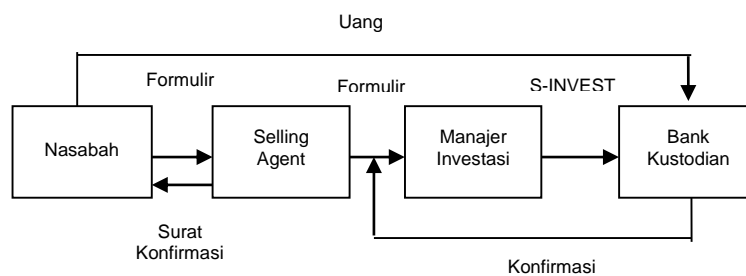 Uang
Formulir
Formulir
S-INVEST
Nasabah
Selling
Agent
Manajer
Investasi
Bank
Kustodian
Surat
Konfirmasi
Konfirmasi